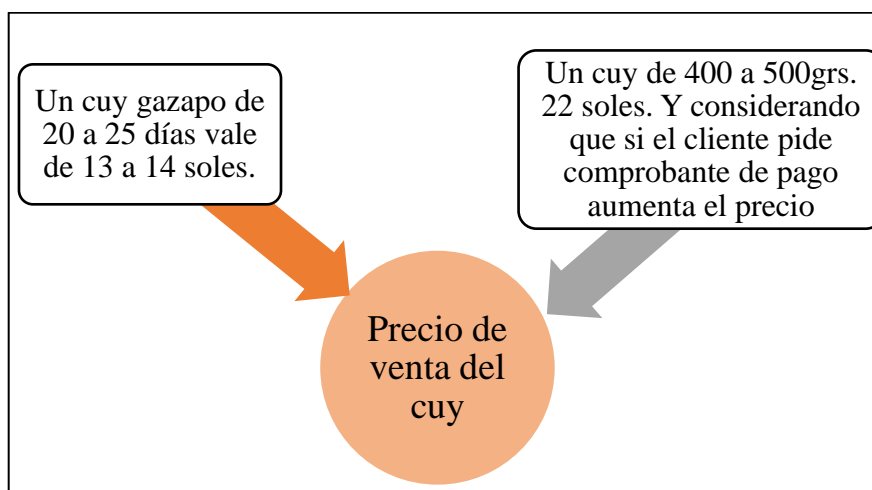 Un cuy gazapo de
20 a 25 días vale
de 13 a 14 soles.
Un cuy de 400 a 500grs.
22 soles. Y considerando
que si el cliente pide
comprobante de pago
aumenta el precio
Precio de
venta del
cuy